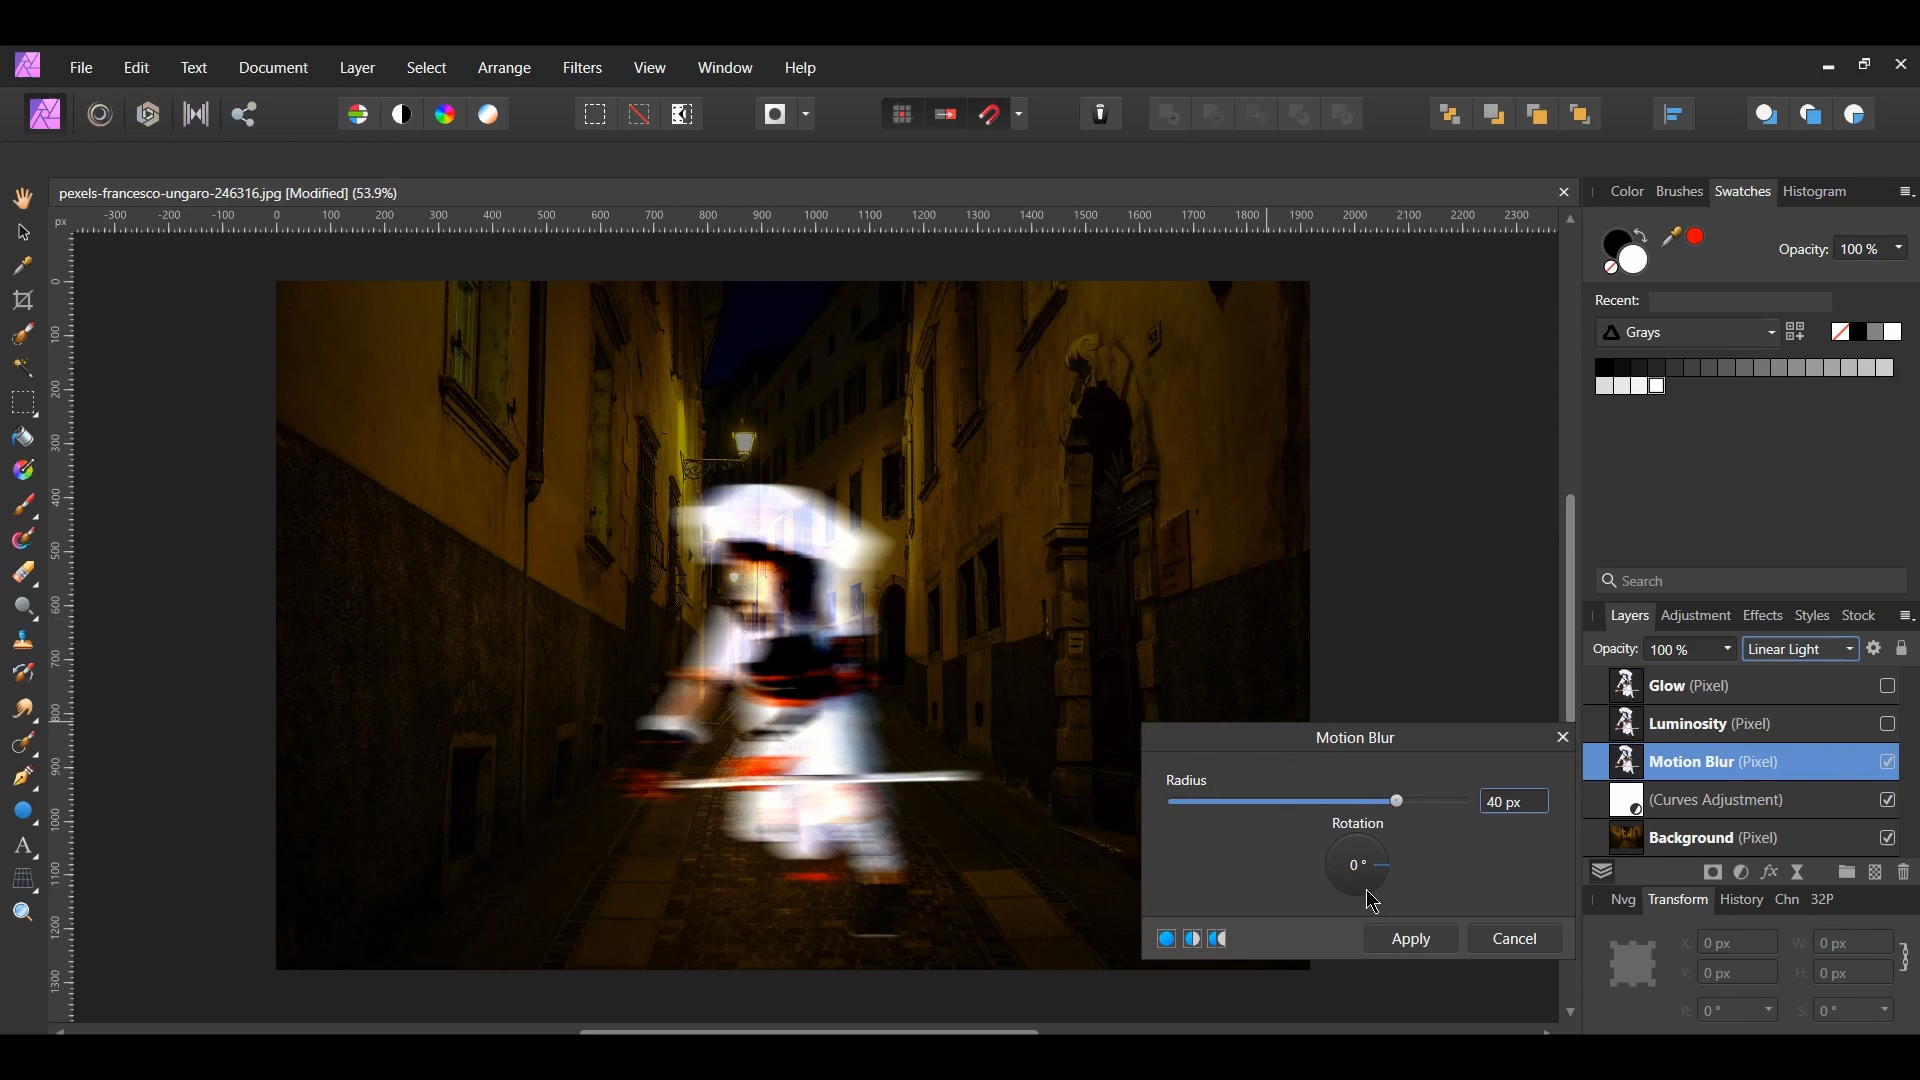 File Edit Text Document Layer Select Arrange Filters View Window Help
pexels-francesco-ungaro-246316.jpg [Modified] (53.9%)
px -300 -200 -100 0 100 200 300 400 500 600 700 800 900 1000 1100 1200 1300 1400 1500 1600 1700 1800 1900 2000 2100 2200 2300
0
100
200
300
400
500
600
700
800
900
1000
1100
1200
1300
Color Brushes Swatches Histogram
Opacity: 100 %
Recent:
Grays
Search
Layers Adjustment Effects Styles Stock
Opacity: 100 % Linear Light
Glow (Pixel)
Luminosity (Pixel)
Motion Blur (Pixel)
(Curves Adjustment)
Background (Pixel)
Nvg Transform History Chn 32P
X: 0 px W: 0 px
Y: 0 px H: 0 px
R: 0 ° S: 0 °
Motion Blur
Radius
40 px
Rotation
0 °
Apply Cancel